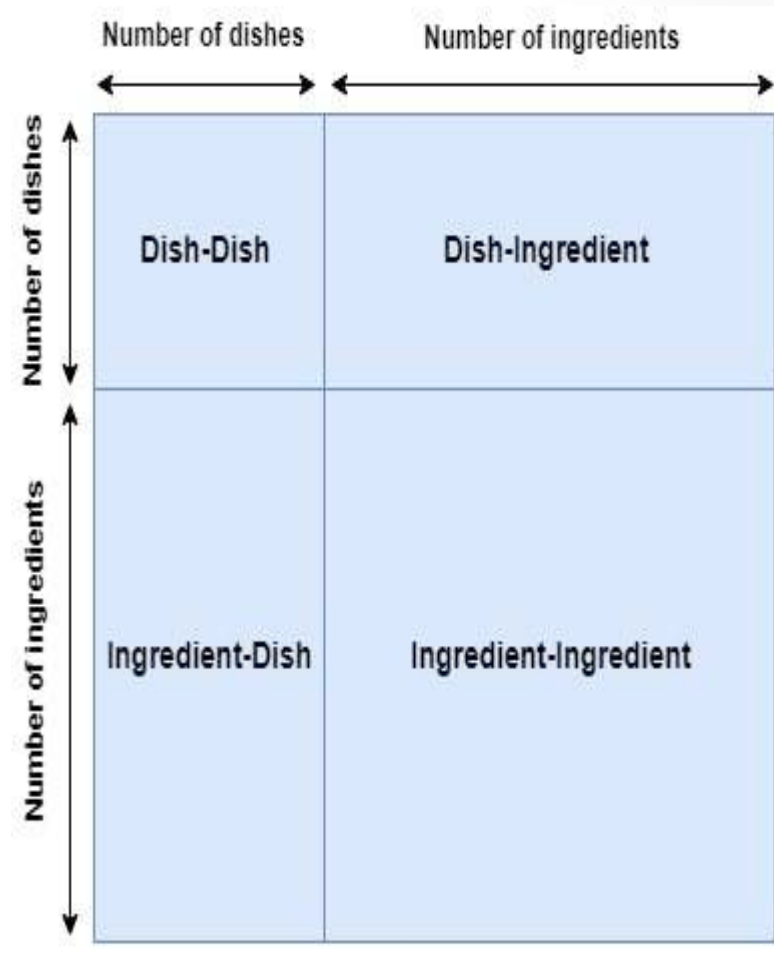 Number of dishes
Number of ingredients
Number of dishes
Dish-Dish
Dish-Ingredient
Number of ingredients
Ingredient-Dish
Ingredient-Ingredient